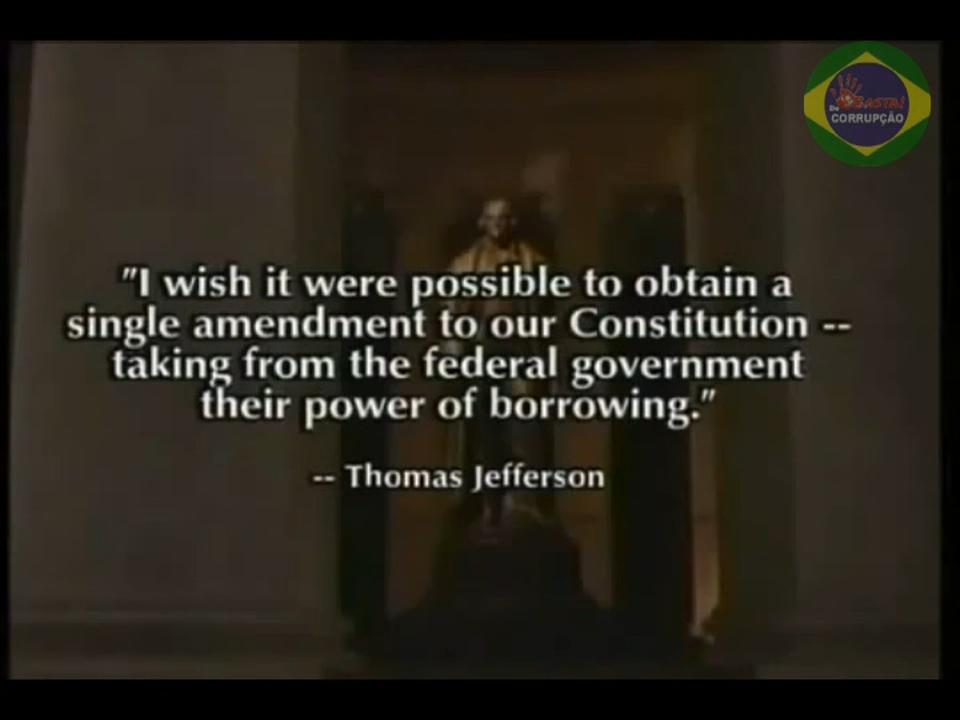 De BASTA!
CORRUPÇÃO
"I wish it were possible to obtain a
single amendment to our Constitution --
taking from the federal government
their power of borrowing."
-- Thomas Jefferson